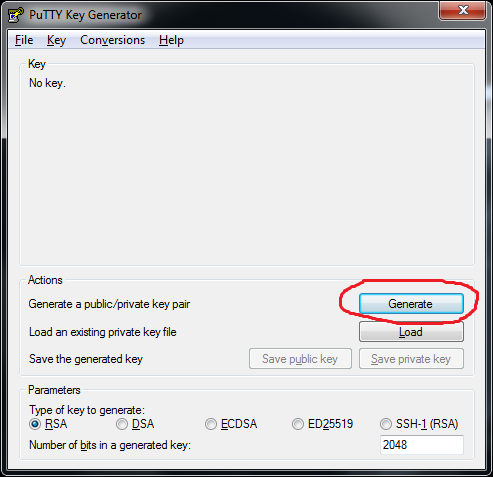 PuTTY Key Generator
File Key Conversions Help
Key
No key.
Actions
Generate a public/private key pair Generate
Load an existing private key file Load
Save the generated key Save public key Save private key
Parameters
Type of key to generate:
RSA DSA ECDSA ED25519 SSH-1 (RSA)
Number of bits in a generated key: 2048